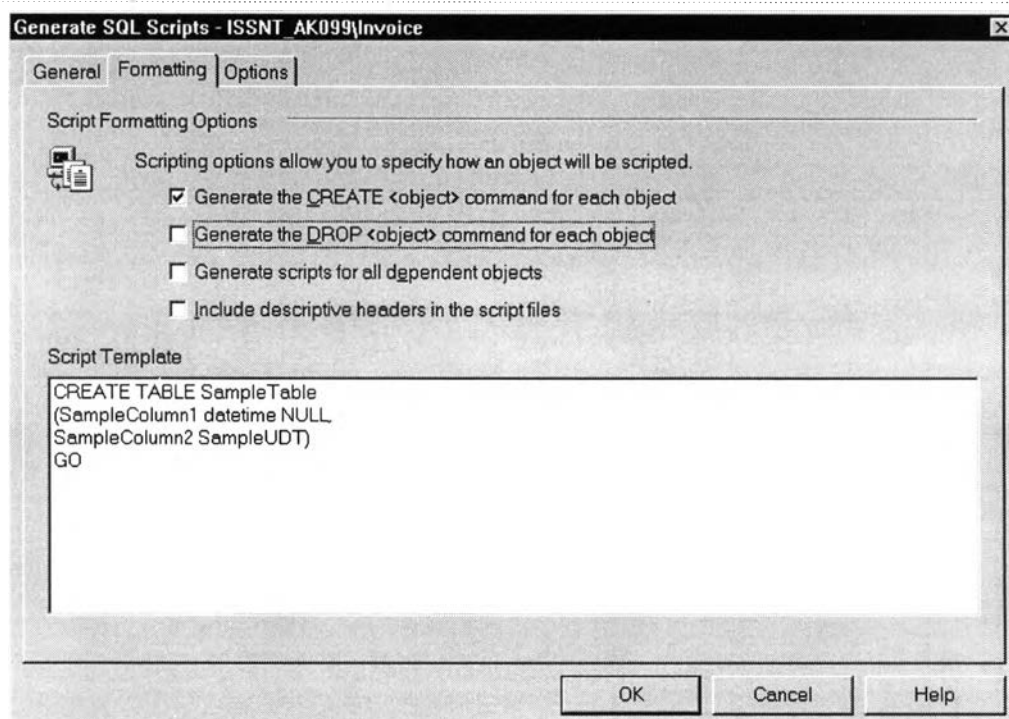 Generate SQL Scripts - ISSNT_AK099\Invoice
General Formatting Options
Script Formatting Options
Scripting options allow you to specify how an object will be scripted.
Generate the CREATE <object> command for each object
Generate the DROP <object> command for each object
Generate scripts for all dependent objects
Include descriptive headers in the script files
Script Template
CREATE TABLE SampleTable
(SampleColumn1 datetime NULL,
SampleColumn2 SampleUDT)
GO
OK Cancel Help